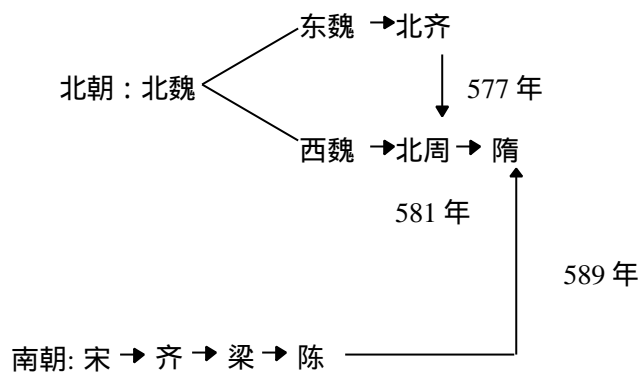 东魏 北齐
577 年
北朝：北魏
西魏 北周 隋
581 年
589 年
南朝: 宋 齐 梁 陈